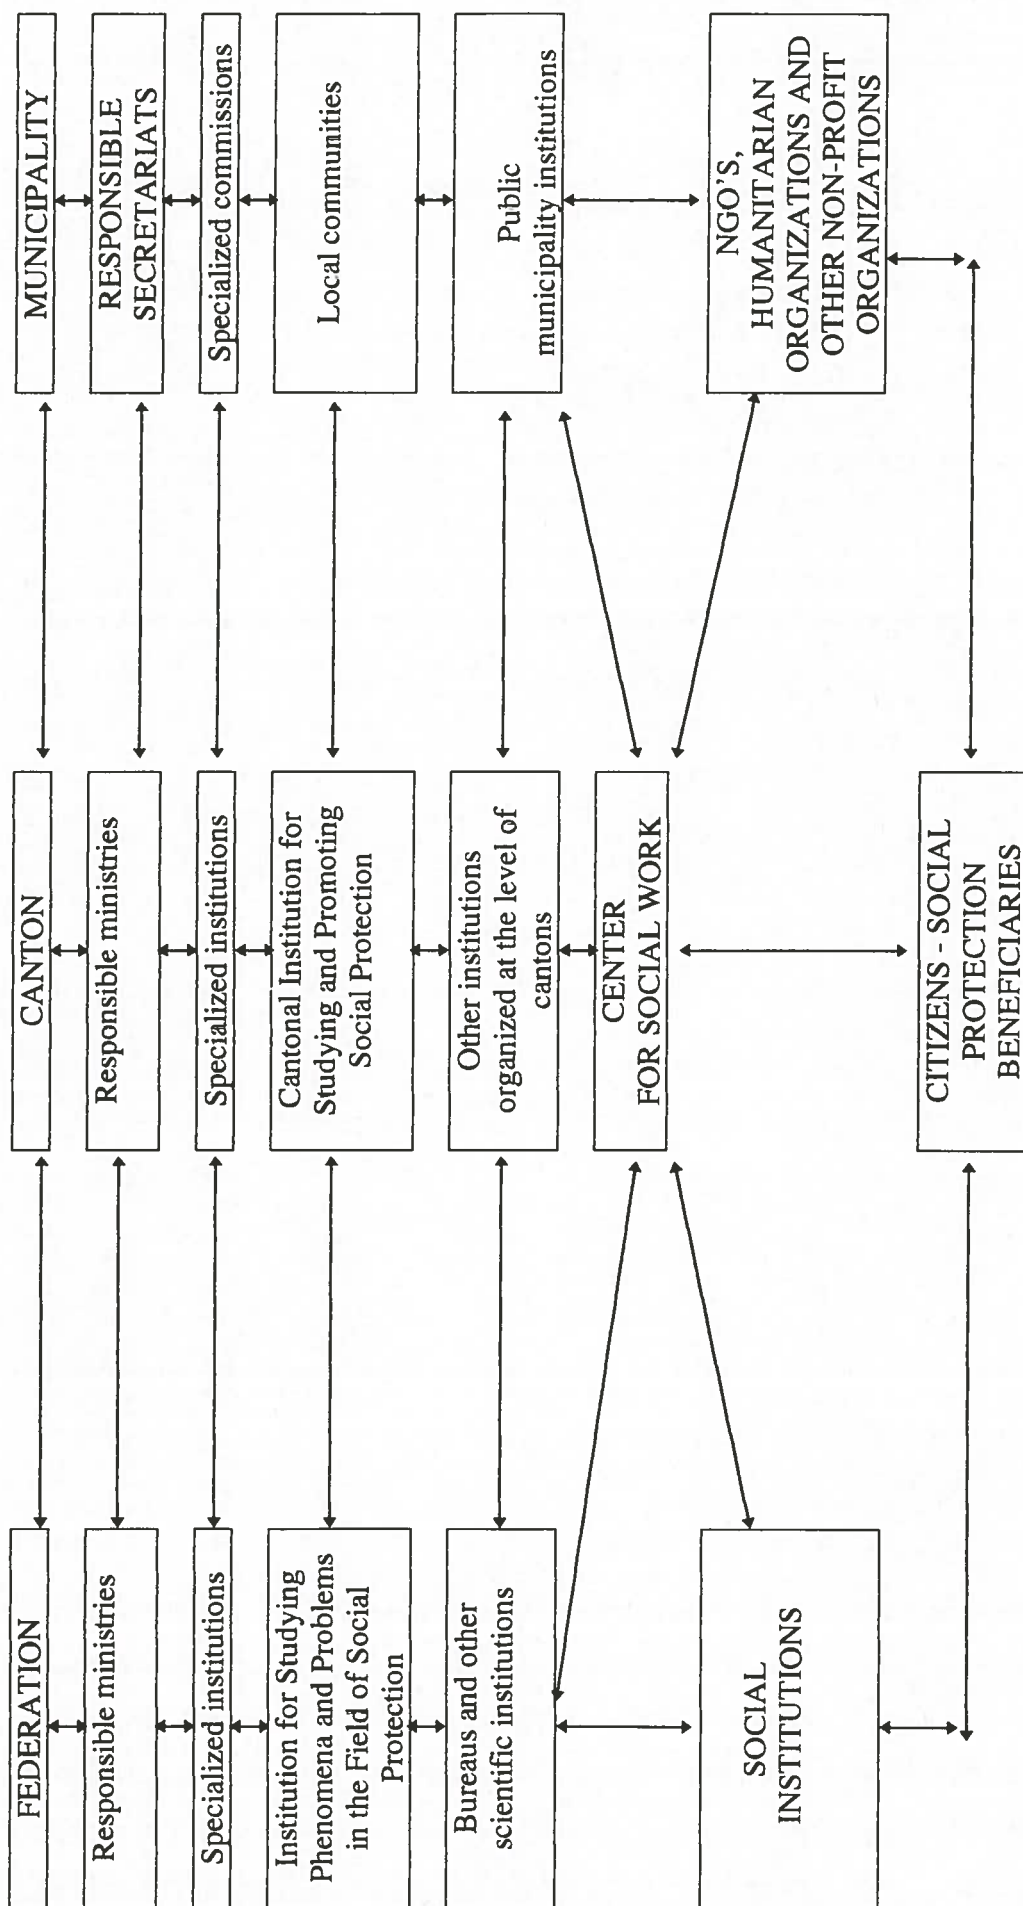 FEDERATION
Responsible ministries
Specialized institutions
Institution for Studying
Phenomena and Problems
in the Field of Social
Protection
Bureaus and other
scientific institutions
SOCIAL
INSTITUTIONS
CANTON
Responsible ministries
Specialized institutions
Cantonal Institution for
Studying and Promoting
Social Protection
Other institutions
organized at the level of
cantons
CENTER
FOR SOCIAL WORK
CITIZENS - SOCIAL
PROTECTION
BENEFICIARIES
MUNICIPALITY
RESPONSIBLE
SECRETARIATS
Specialized commissions
Local communities
Public
municipality institutions
NGO'S,
HUMANITARIAN
ORGANIZATIONS AND
OTHER NON-PROFIT
ORGANIZATIONS